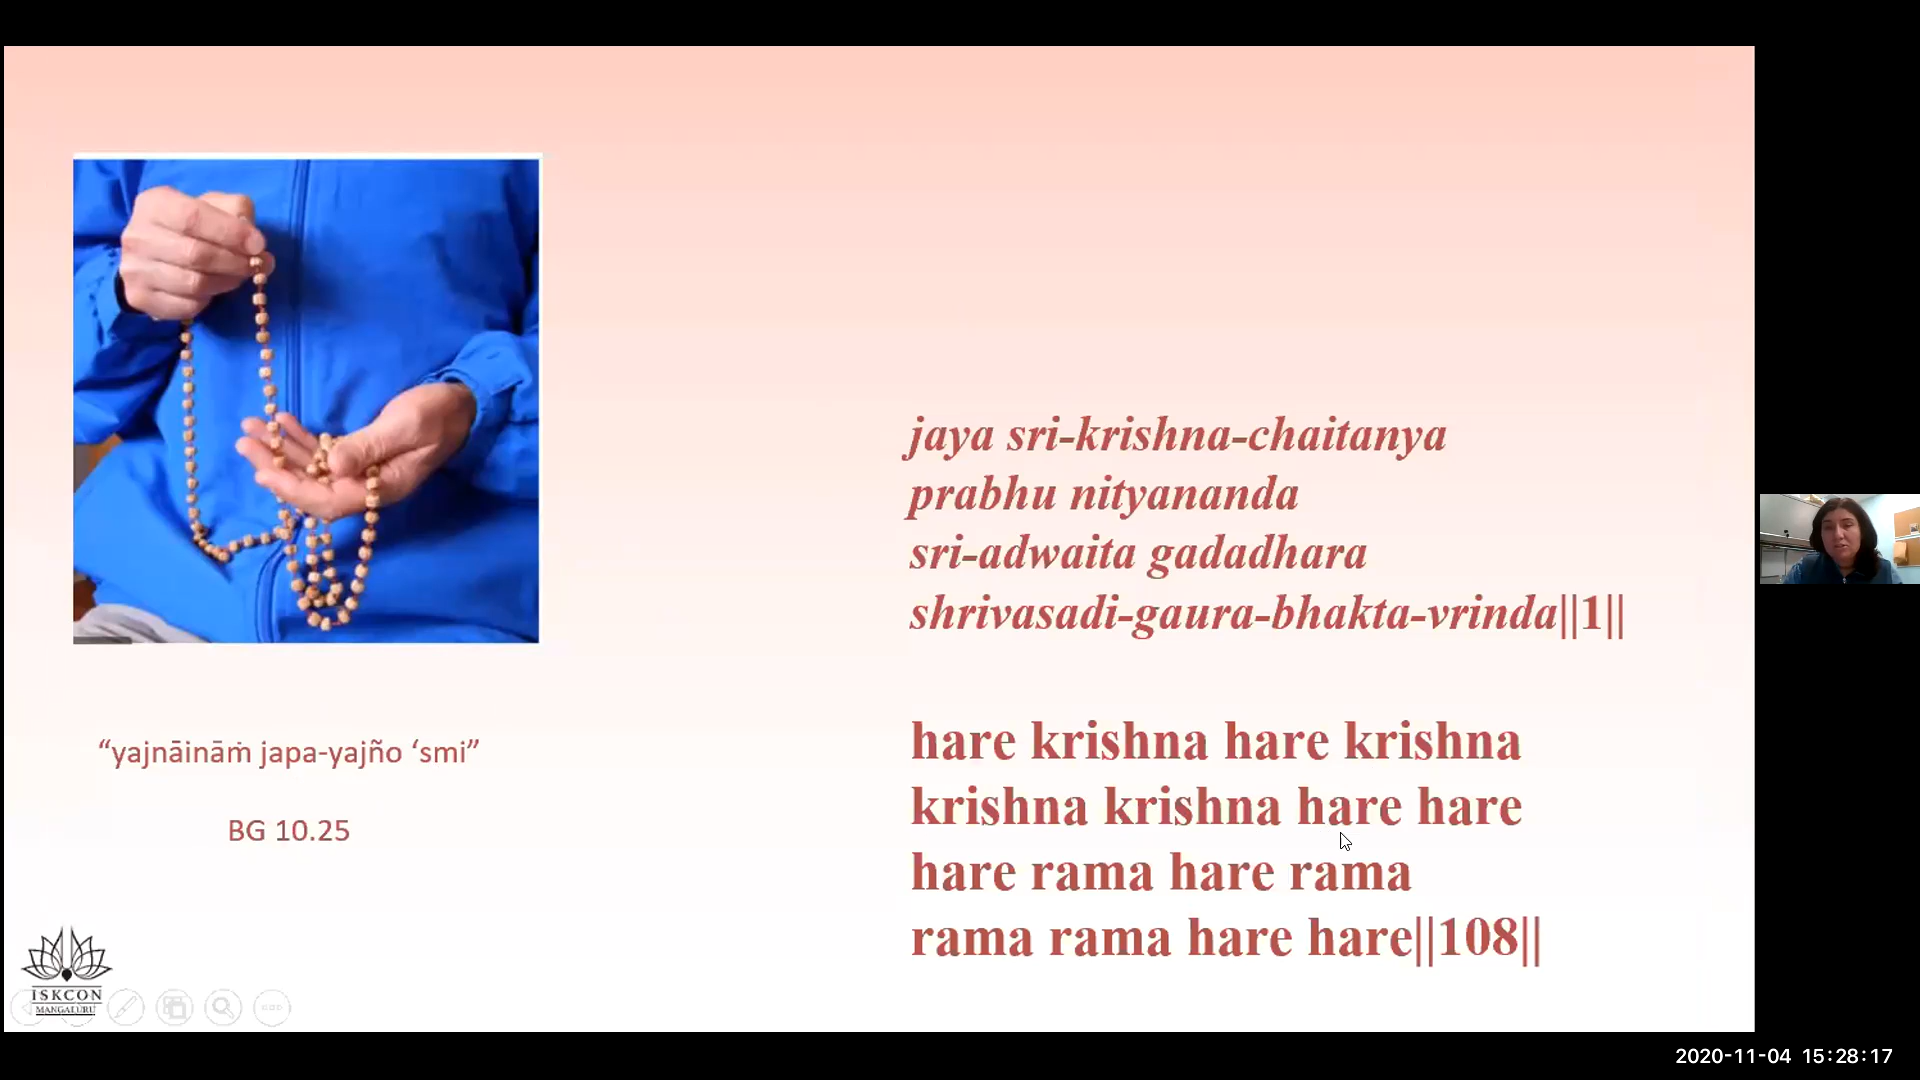 jaya sri-krishna-chaitanya
prabhu nityananda
sri-adwaita gadadhara
shrivasadi-gaura-bhakta-vrinda||1||
hare krishna hare krishna
krishna krishna hare hare
hare rama hare rama
rama rama hare hare||108||
“yajnāināṁ japa-yajño ‘smi”
BG 10.25
ISKCON
MANGALURU
2020-11-04 15:28:17